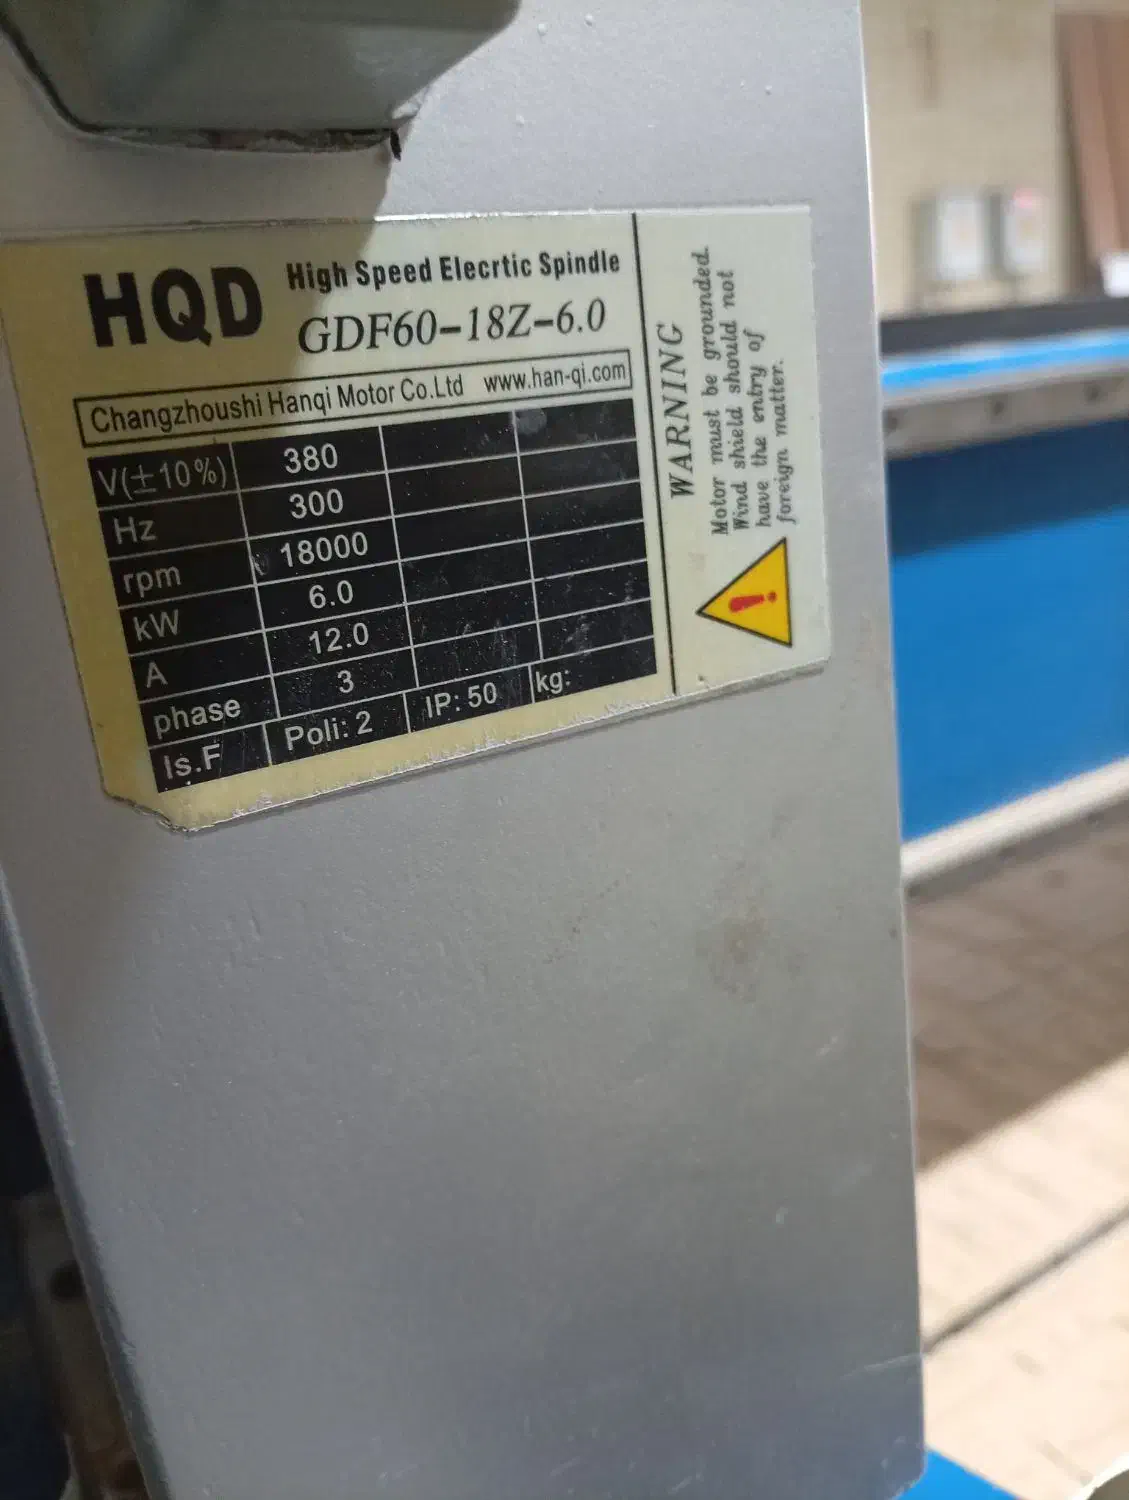 HQD
High Speed Elecrtic Spindle
GDF60-18Z-6.0
Changzhoushi Hanqi Motor Co.Ltd www.han-qi.com
V(±10%) 380
Hz 300
rpm 18000
kW 6.0
A 12.0
phase 3
Is.F Poli: 2 IP: 50 kg:
WARNING
Motor must be grounded.
Wind shield should not
have the entry of
foreign matter.
!